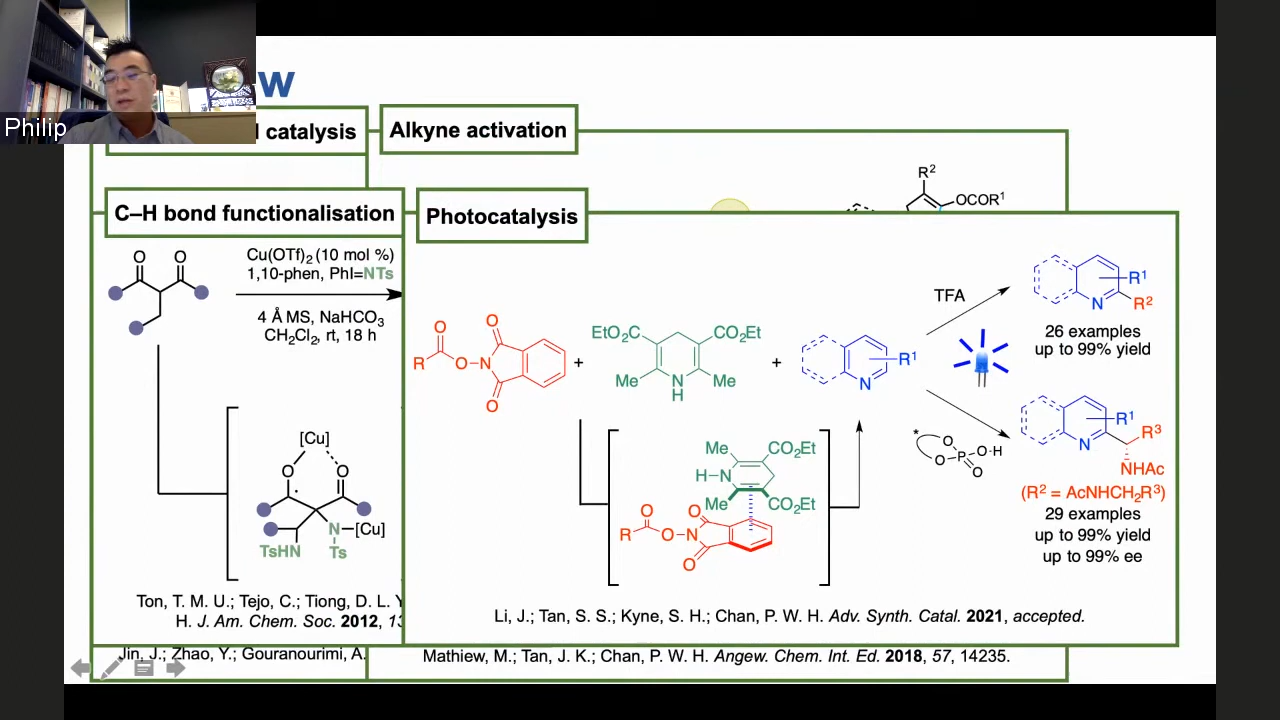 w
Philip
l catalysis
Alkyne activation
R2
OCOR1
C–H bond functionalisation
Photocatalysis
O O
Cu(OTf)2 (10 mol %)
1,10-phen, PhI=NTs
4 Å MS, NaHCO3
CH2Cl2, rt, 18 h
[Cu]
O O
N–[Cu]
TsHN Ts
R O O N O O
+
EtO2C CO2Et
Me N H Me
+
N R1
TFA
N R1 R2
26 examples
up to 99% yield
* O O P O-H O
N R1 R3
NHAc
(R2 = AcNHCH2R3)
29 examples
up to 99% yield
up to 99% ee
Me CO2Et
H–N
Me CO2Et
R O O N O O
Ton, T. M. U.; Tejo, C.; Tiong, D. L. Y
H. J. Am. Chem. Soc. 2012, 13
Li, J.; Tan, S. S.; Kyne, S. H.; Chan, P. W. H. Adv. Synth. Catal. 2021, accepted.
Jin, J.; Zhao, Y.; Gouranourimi, A.
Mathiew, M.; Tan, J. K.; Chan, P. W. H. Angew. Chem. Int. Ed. 2018, 57, 14235.